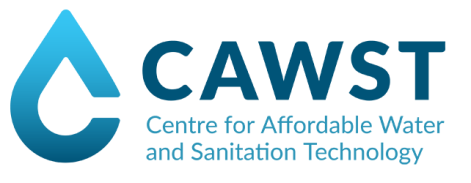 CAWST
Centre for Affordable Water
and Sanitation Technology